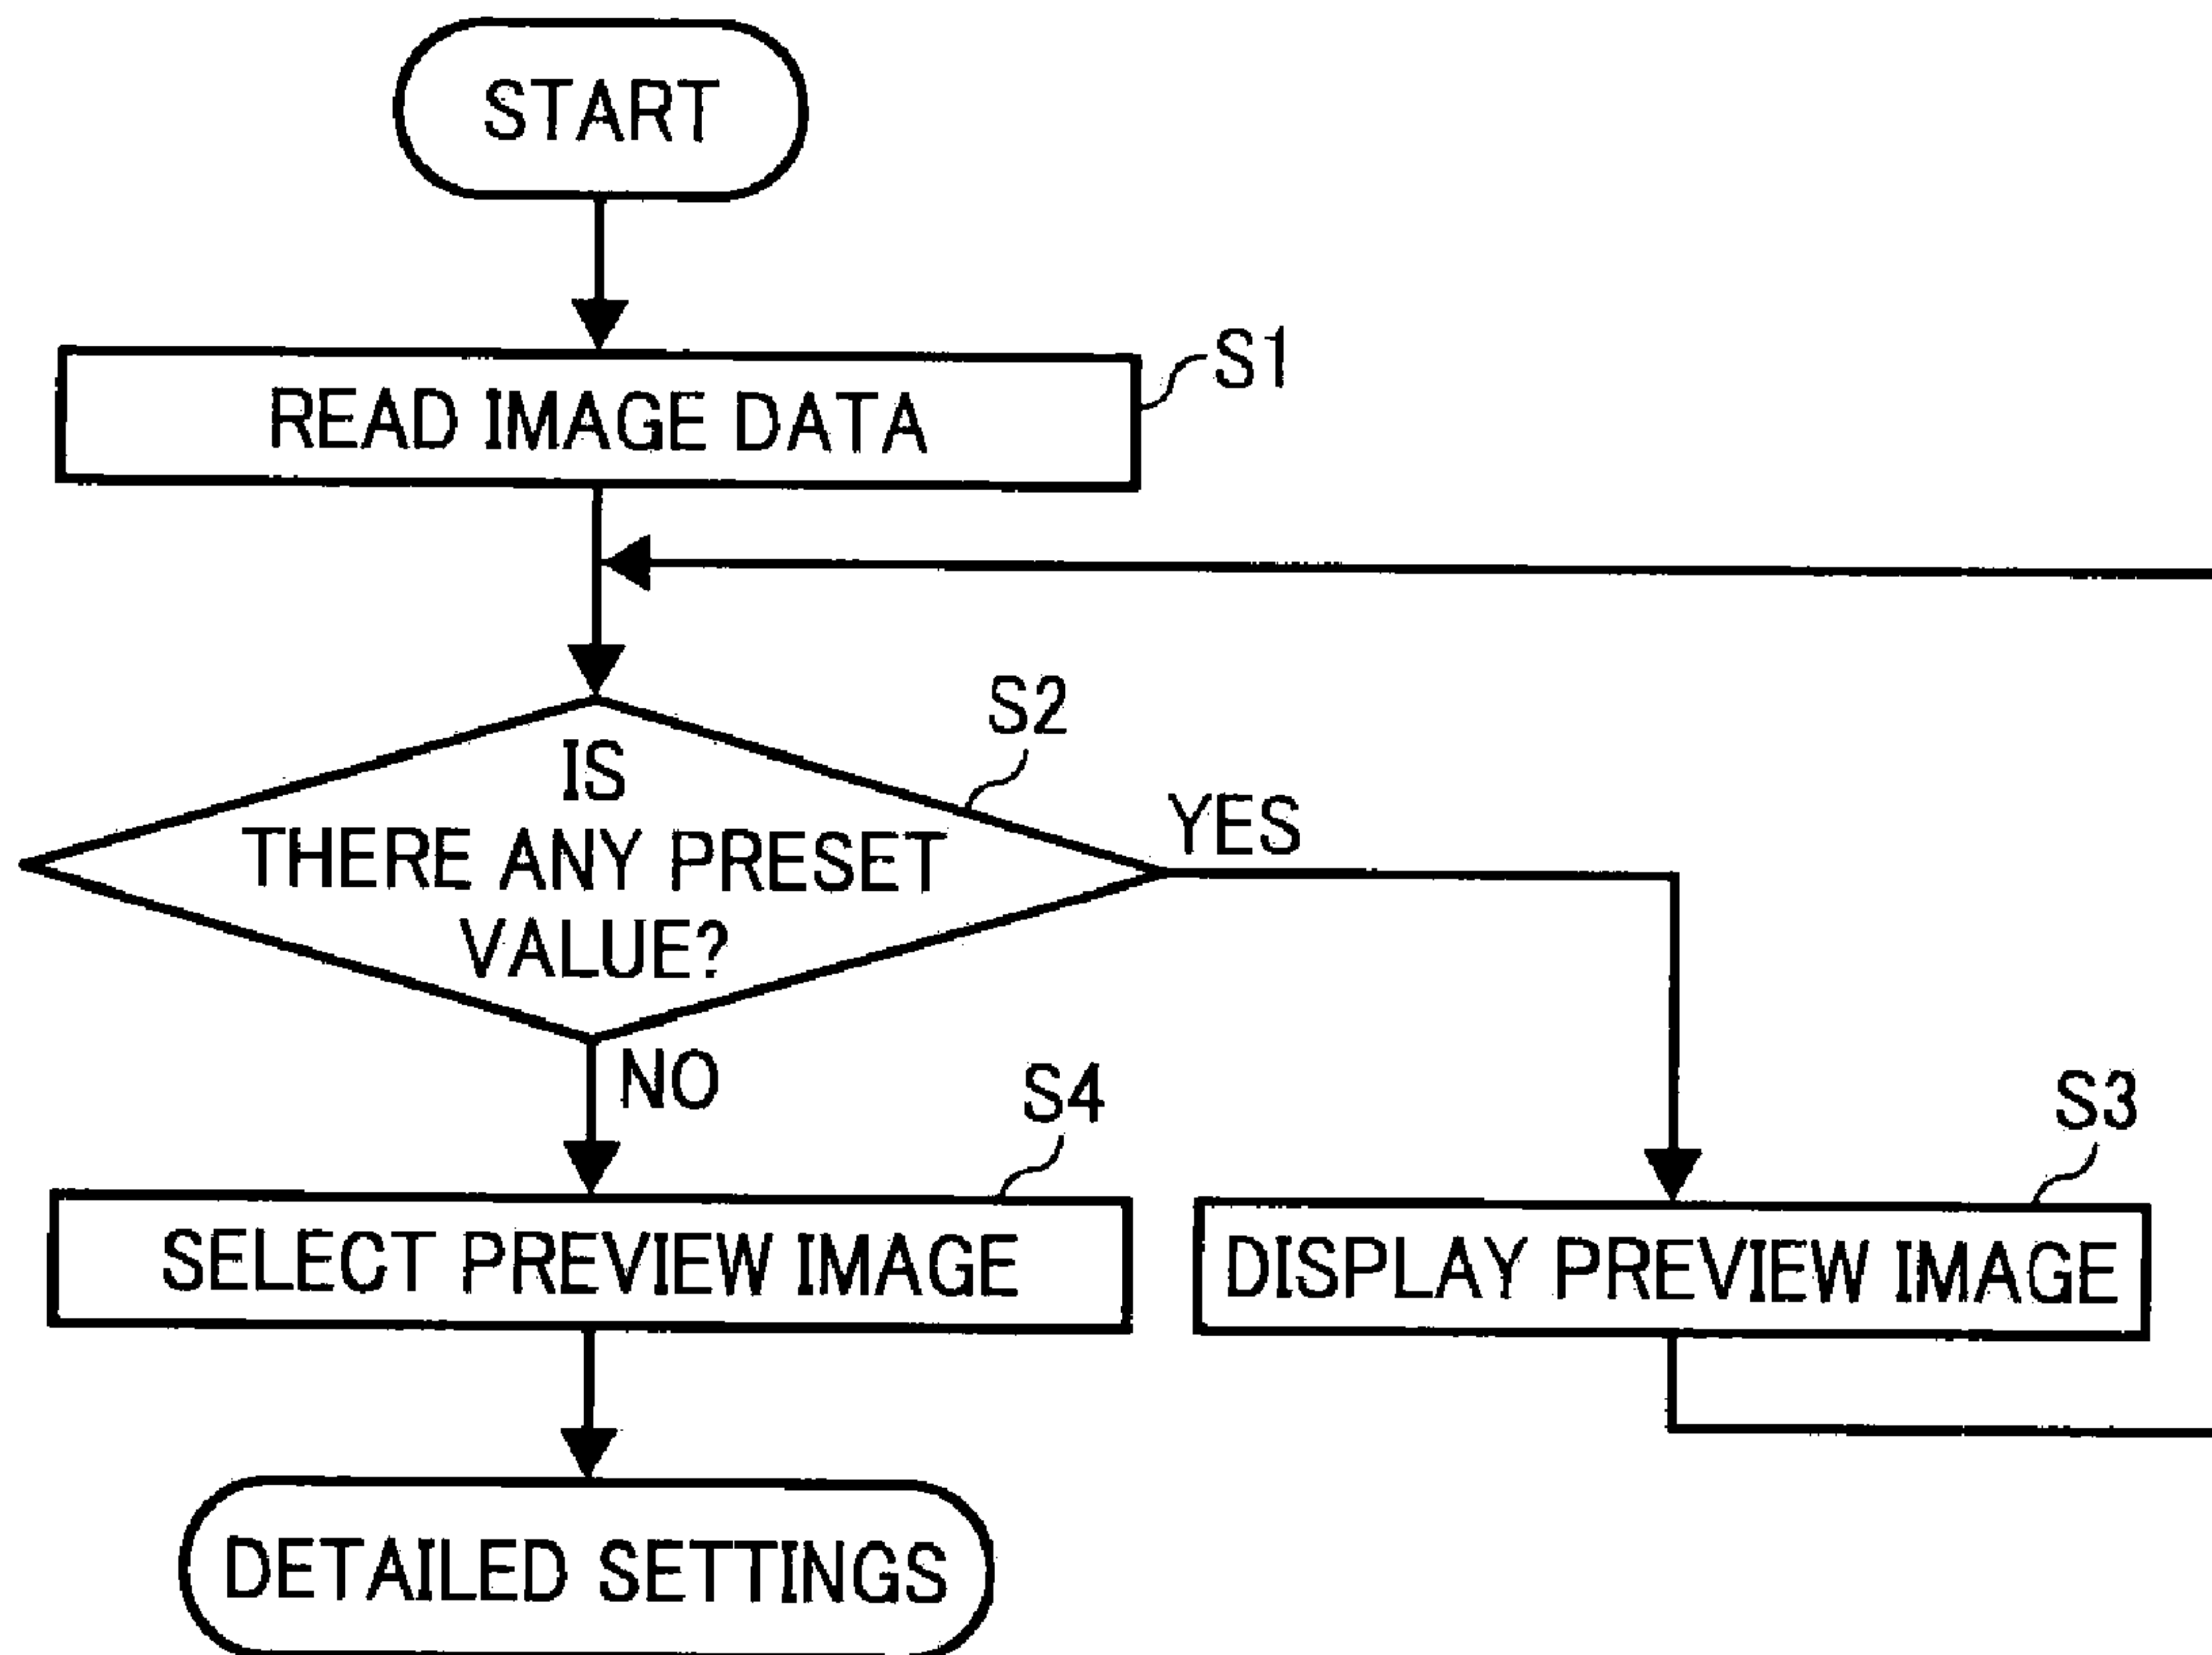 START
READ IMAGE DATA
S1
IS
THERE ANY PRESET
VALUE?
S2
YES
NO
S4
SELECT PREVIEW IMAGE
S3
DISPLAY PREVIEW IMAGE
DETAILED SETTINGS